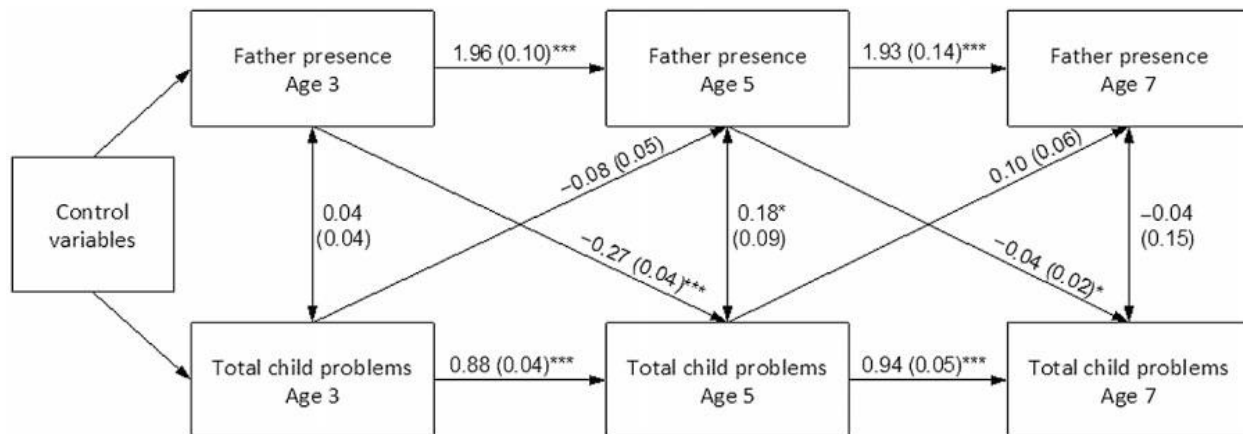 Father presence
Age 3
1.96 (0.10)***
Father presence
Age 5
1.93 (0.14)***
Father presence
Age 7
Control
variables
0.04
(0.04)
−0.08 (0.05)
−0.27 (0.04)***
0.18*
(0.09)
0.10 (0.06)
−0.04 (0.02)*
−0.04
(0.15)
Total child problems
Age 3
0.88 (0.04)***
Total child problems
Age 5
0.94 (0.05)***
Total child problems
Age 7